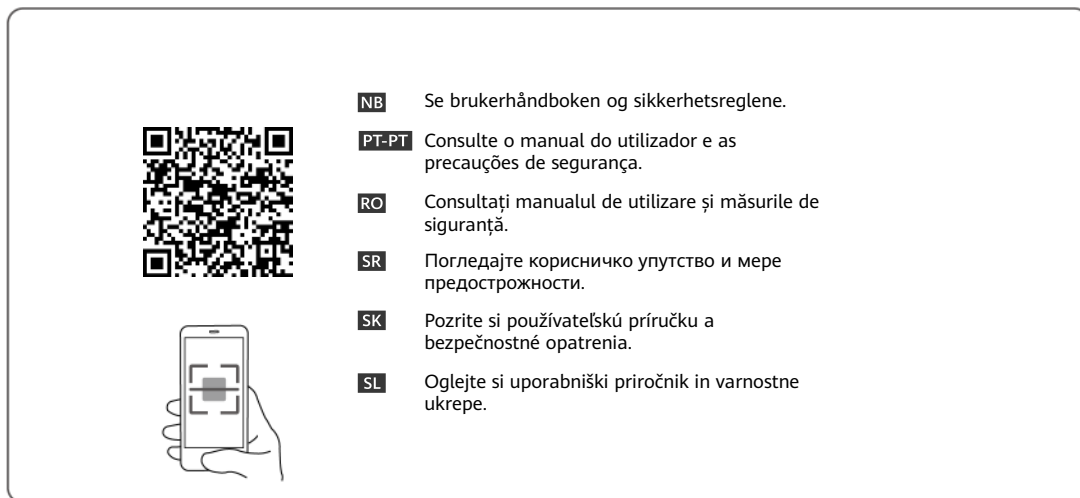 NB Se brukerhåndboken og sikkerhetsreglene.
PT-PT Consulte o manual do utilizador e as
precauções de segurança.
RO Consultați manualul de utilizare și măsurile de
siguranță.
SR Погледајте корисничко упутство и мере
предострожности.
SK Pozrite si používateľskú príručku a
bezpečnostné opatrenia.
SL Oglejte si uporabniški priročnik in varnostne
ukrepe.